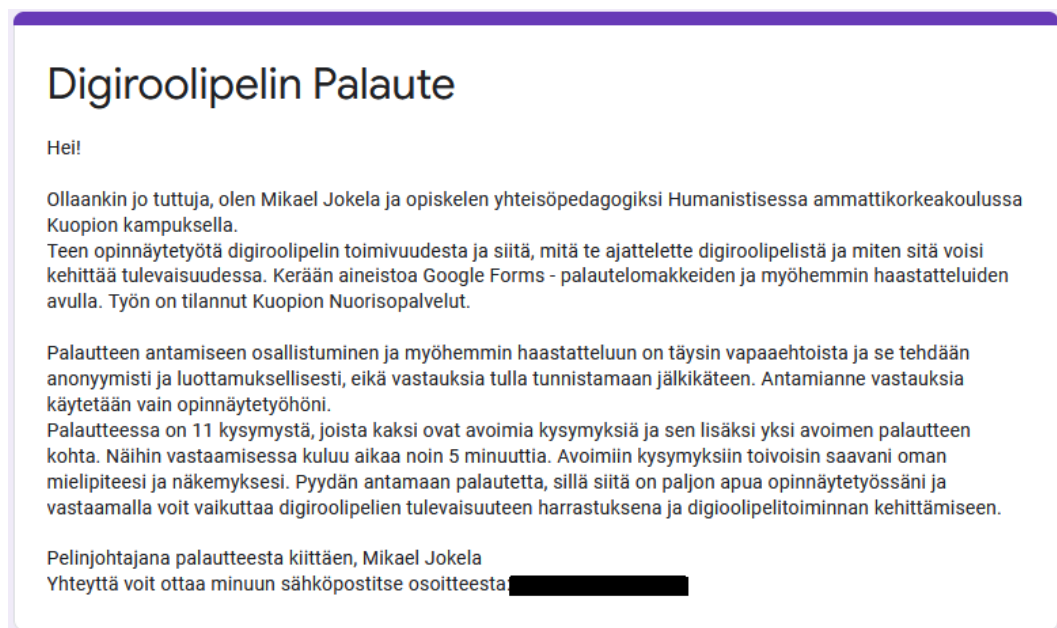 Digiroolipelin Palaute
Hei!
Ollaankin jo tuttuja, olen Mikael Jokela ja opiskelen yhteisöpedagogiksi Humanistisessa ammattikorkeakoulussa
Kuopion kampuksella.
Teen opinnäytetyötä digiroolipelin toimivuudesta ja siitä, mitä te ajattelette digiroolipelistä ja miten sitä voisi
kehittää tulevaisuudessa. Kerään aineistoa Google Forms - palautelomakkeiden ja myöhemmin haastatteluiden
avulla. Työn on tilannut Kuopion Nuorisopalvelut.
Palautteen antamiseen osallistuminen ja myöhemmin haastatteluun on täysin vapaaehtoista ja se tehdään
anonyymisti ja luottamuksellisesti, eikä vastauksia tulla tunnistamaan jälkikäteen. Antamianne vastauksia
käytetään vain opinnäytetyöhöni.
Palautteessa on 11 kysymystä, joista kaksi ovat avoimia kysymyksiä ja sen lisäksi yksi avoimen palautteen
kohta. Näihin vastaamisessa kuluu aikaa noin 5 minuuttia. Avoimiin kysymyksiin toivoisin saavani oman
mielipiteesi ja näkemyksesi. Pyydän antamaan palautetta, sillä siitä on paljon apua opinnäytetyössäni ja
vastaamalla voit vaikuttaa digiroolipelien tulevaisuuteen harrastuksena ja digioolipelitoiminnan kehittämiseen.
Pelinjohtajana palautteesta kiittäen, Mikael Jokela
Yhteyttä voit ottaa minuun sähköpostitse osoitteesta: